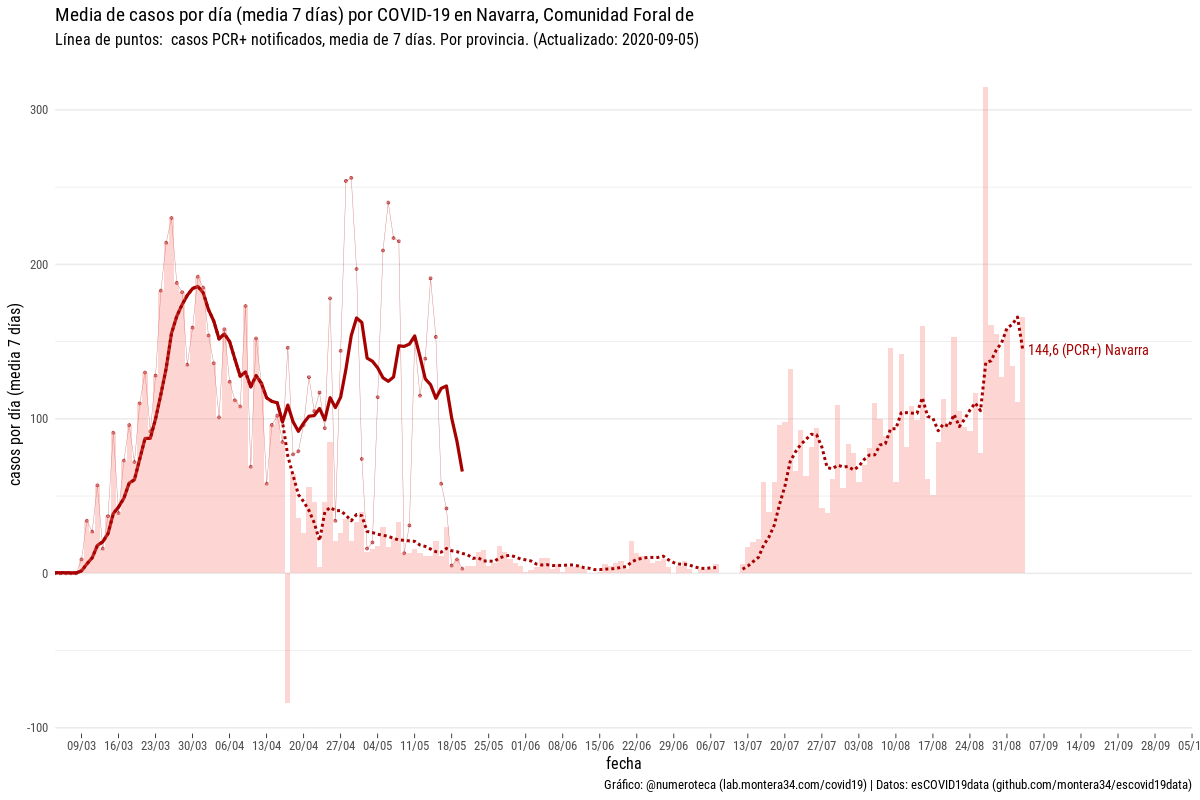 Media de casos por día (media 7 días) por COVID-19 en Navarra, Comunidad Foral de
Línea de puntos:  casos PCR+ notificados, media de 7 días. Por provincia. (Actualizado: 2020-09-05)
casos por día (media 7 días)
300
200
100
0
-100
144,6 (PCR+) Navarra
09/03 16/03 23/03 30/03 06/04 13/04 20/04 27/04 04/05 11/05 18/05 25/05 01/06 08/06 15/06 22/06 29/06 06/07 13/07 20/07 27/07 03/08 10/08 17/08 24/08 31/08 07/09 14/09 21/09 28/09 05/1
fecha
Gráfico: @numeroteca (lab.montera34.com/covid19) | Datos: esCOVID19data (github.com/montera34/escovid19data)